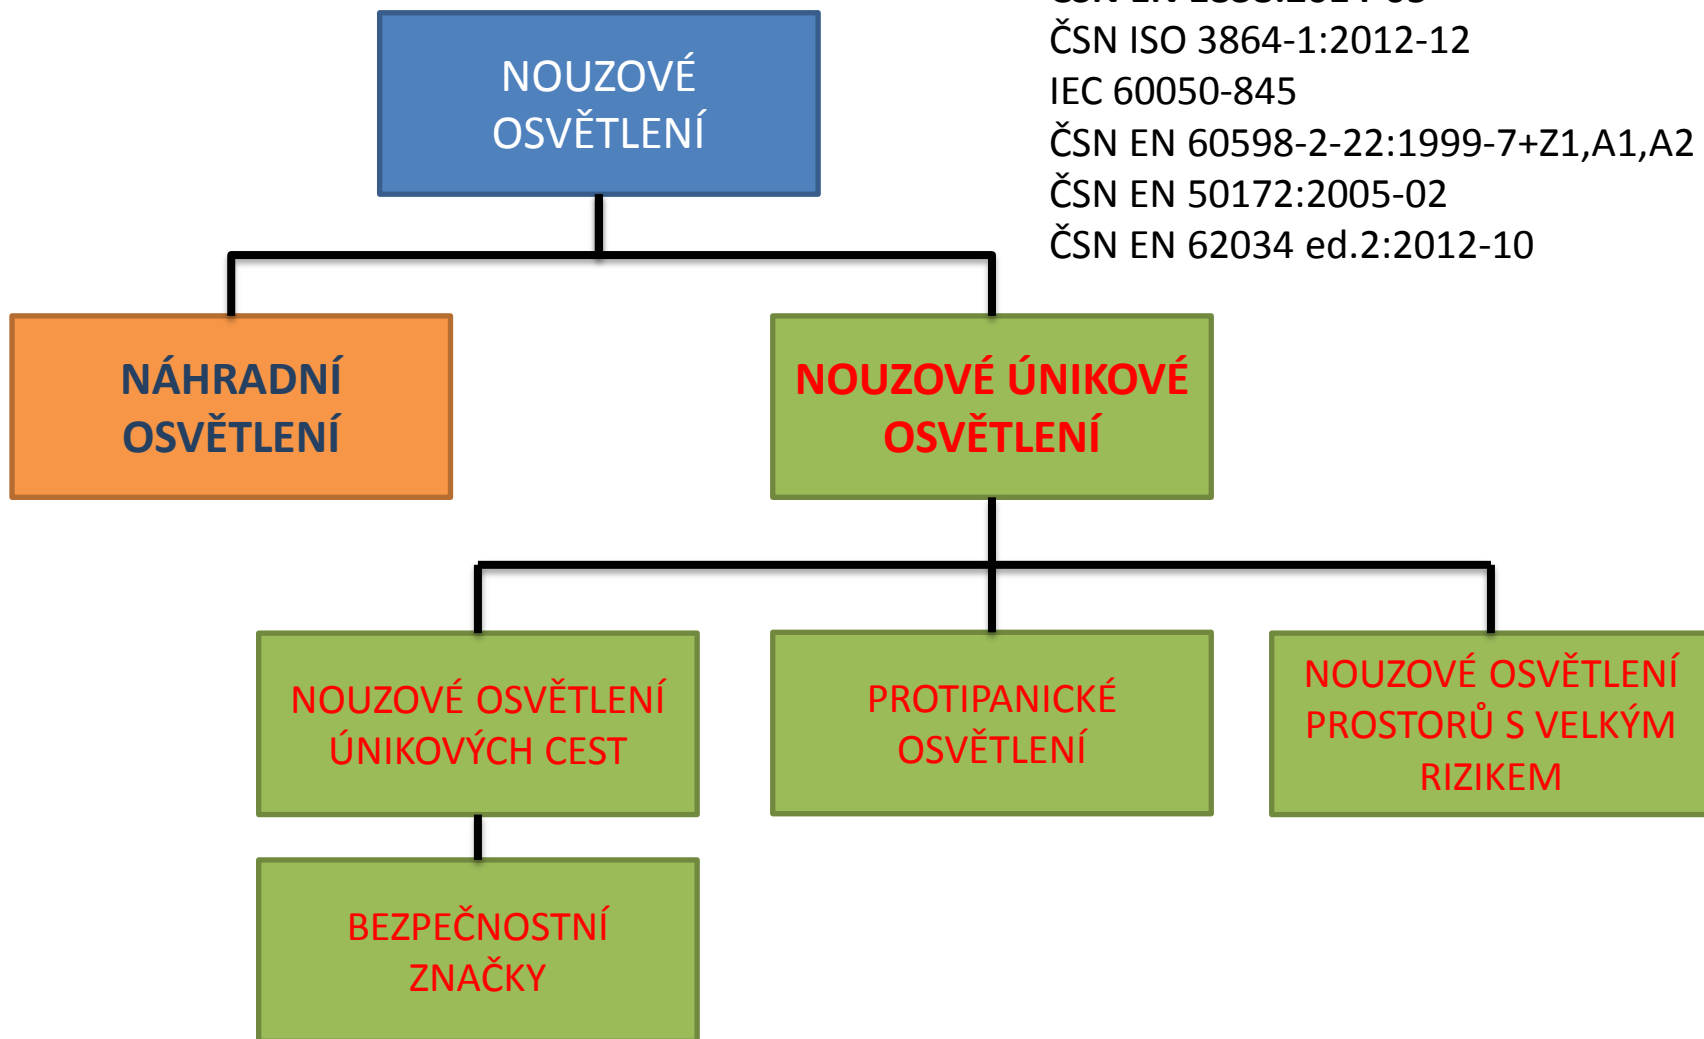 ČSN ISO 3864-1:2012-12
IEC 60050-845
ČSN EN 60598-2-22:1999-7+Z1,A1,A2
ČSN EN 50172:2005-02
ČSN EN 62034 ed.2:2012-10
NOUZOVÉ
OSVĚTLENÍ
NÁHRADNÍ
OSVĚTLENÍ
NOUZOVÉ ÚNIKOVÉ
OSVĚTLENÍ
NOUZOVÉ OSVĚTLENÍ
ÚNIKOVÝCH CEST
PROTIPANICKÉ
OSVĚTLENÍ
NOUZOVÉ OSVĚTLENÍ
PROSTORŮ S VELKÝM
RIZIKEM
BEZPEČNOSTNÍ
ZNAČKY